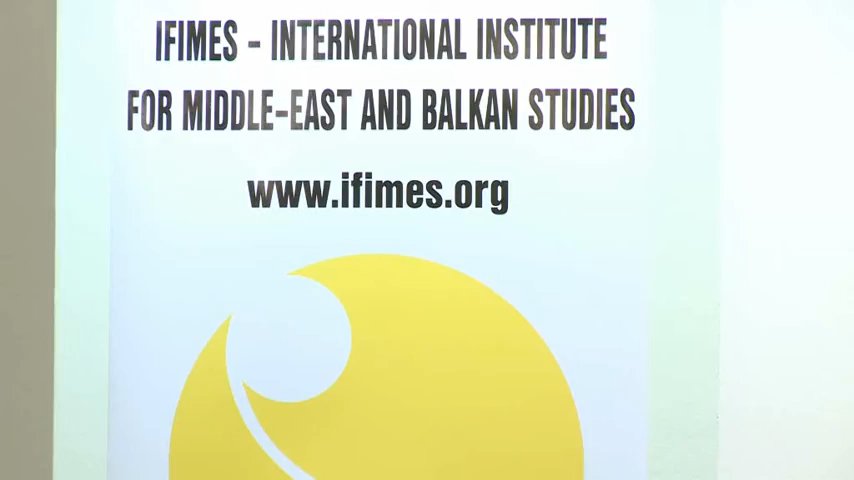 IFIMES - INTERNATIONAL INSTITUTE
FOR MIDDLE-EAST AND BALKAN STUDIES
www.ifimes.org